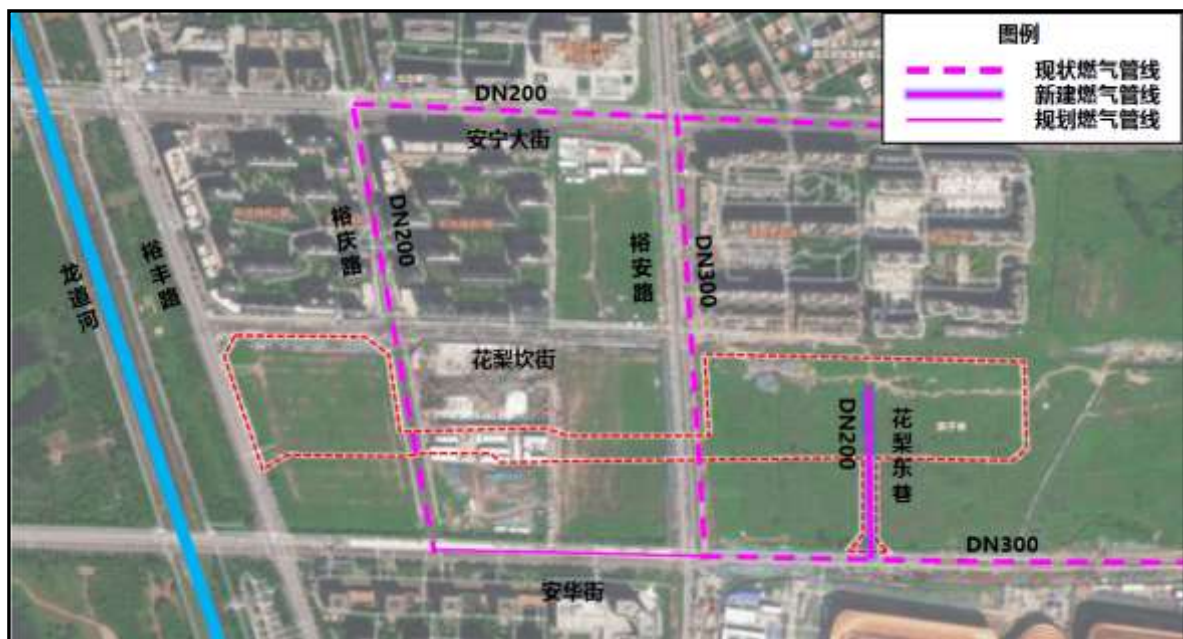 图例
现状燃气管线
新建燃气管线
规划燃气管线
DN200
安宁大街
裕庆路
DN200
裕安路
DN300
龙道河
裕丰路
花梨坎街
DN200
花梨东巷
DN300
安华街